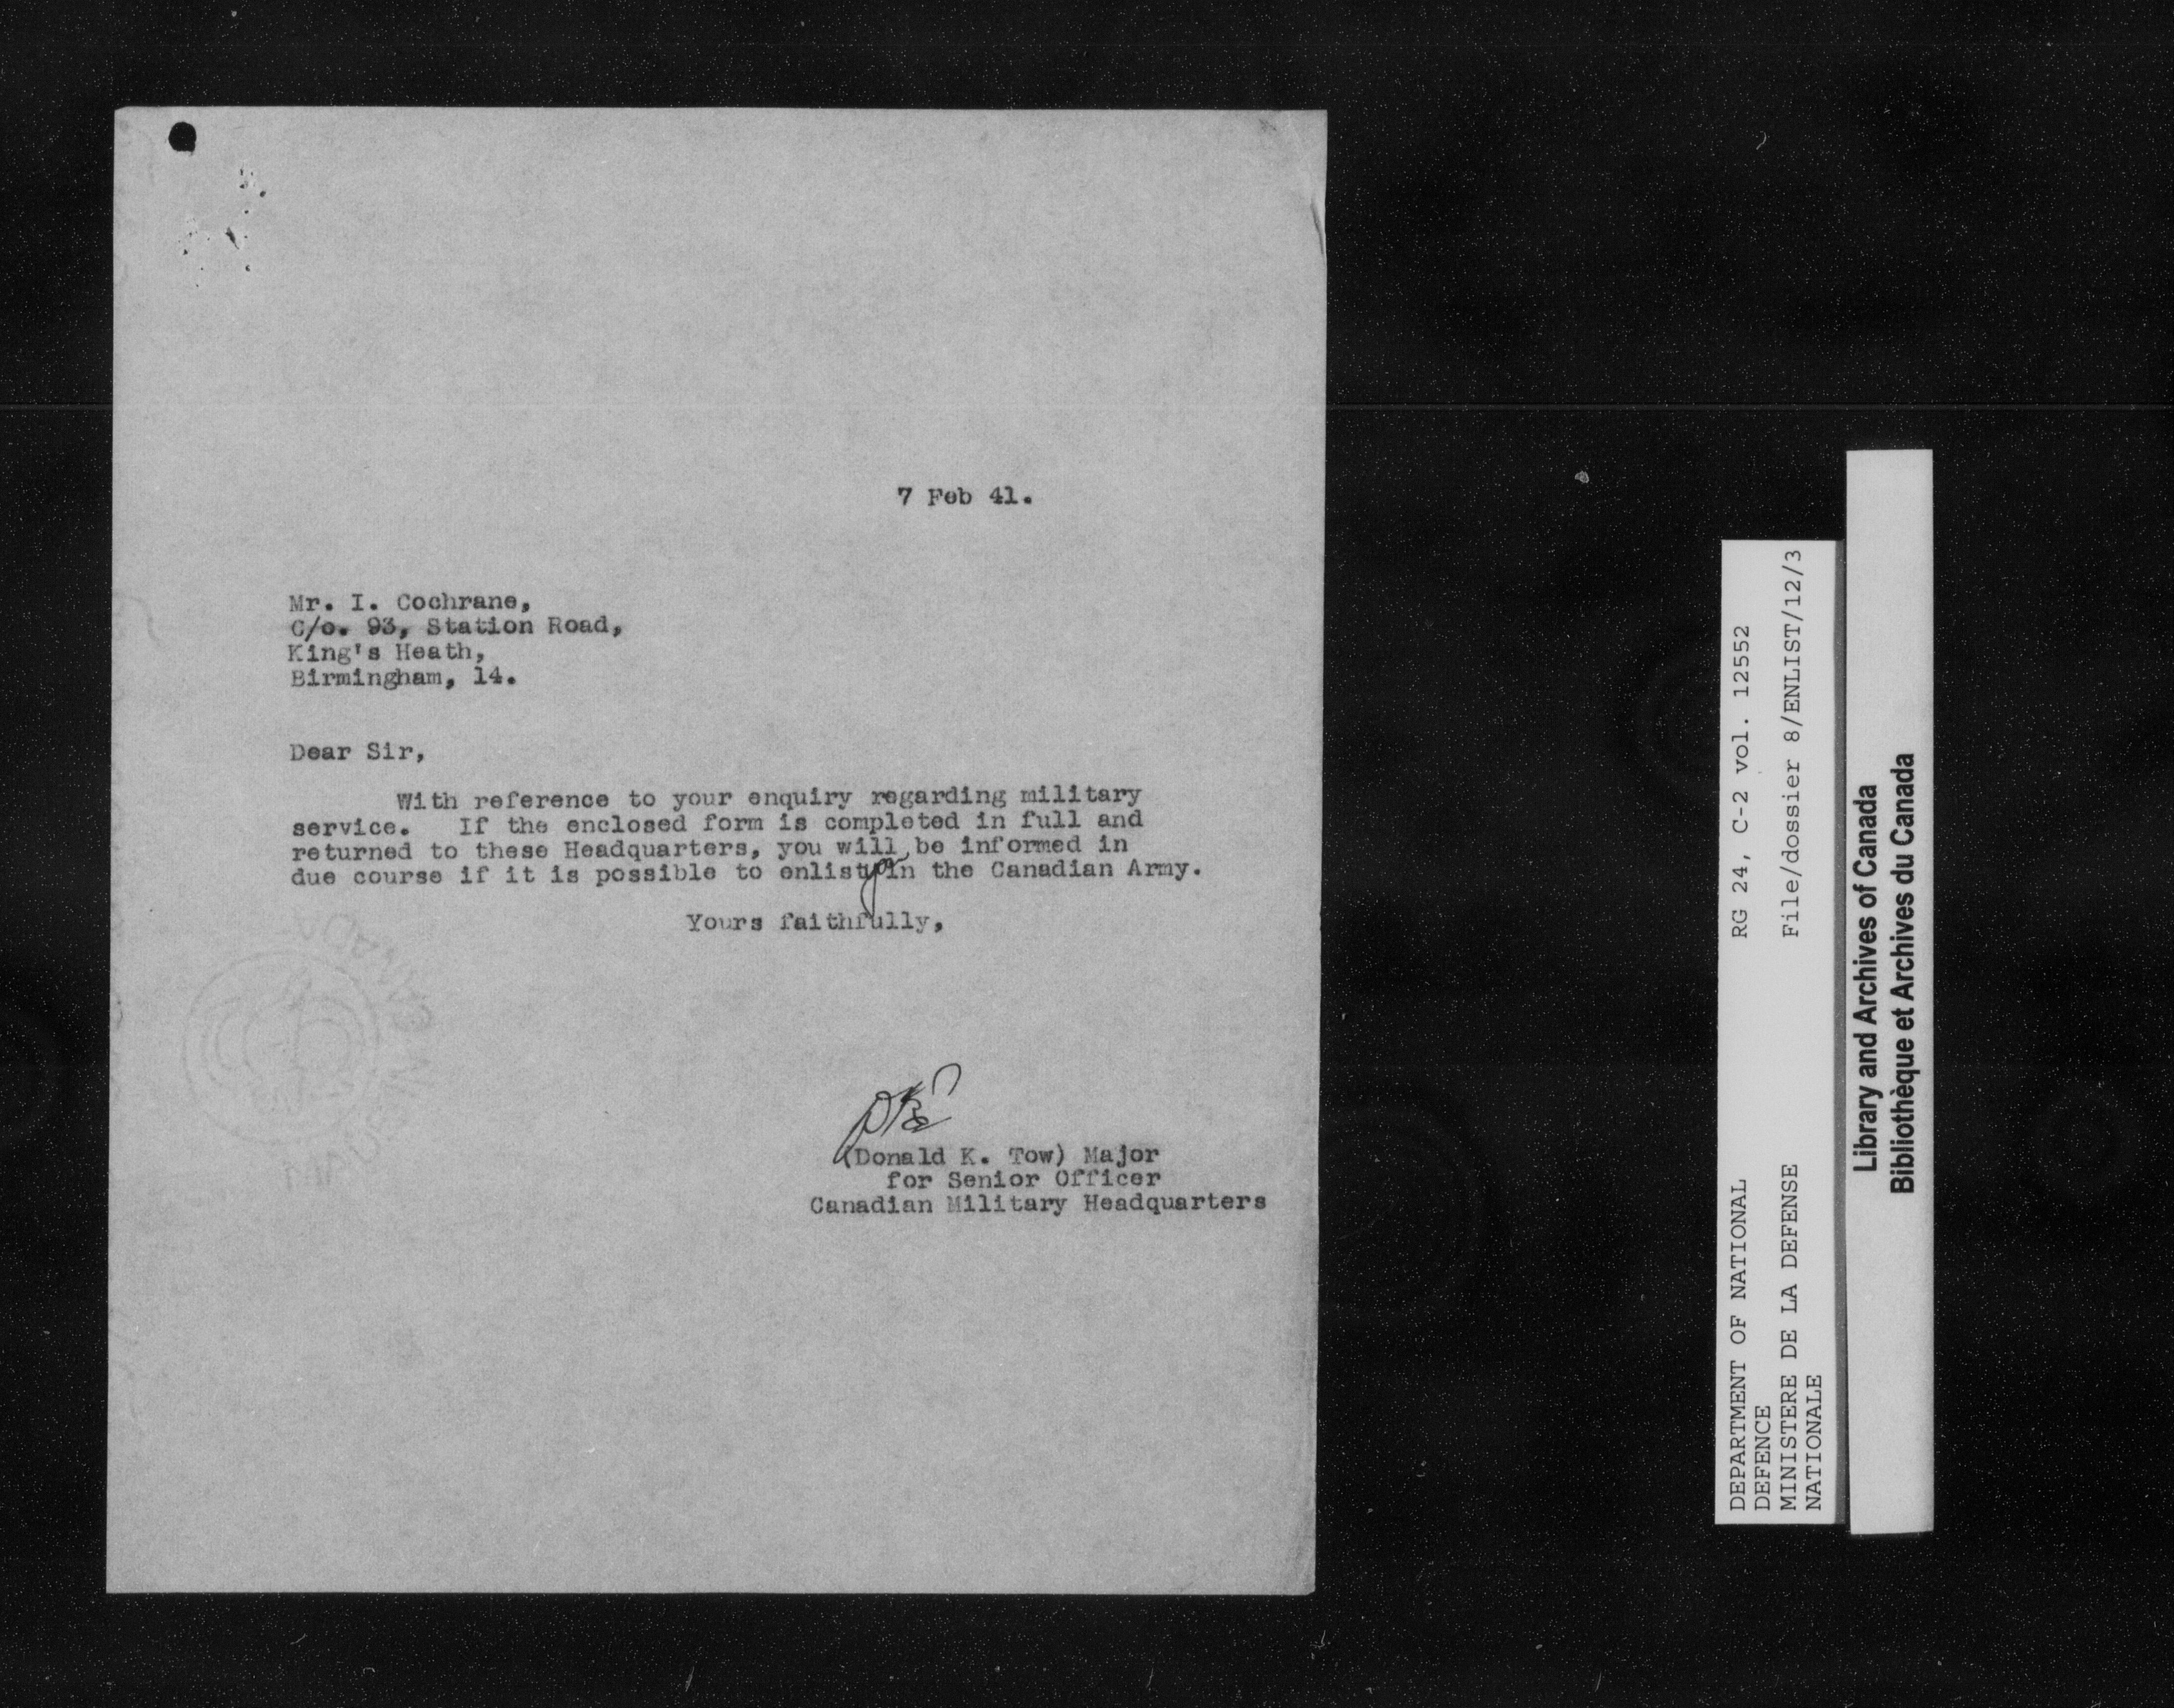 7 Feb 41.
Mr. I. Cochrane,
C/o. 93, Station Road,
King's Heath,
Birmingham, 14.
Dear Sir,
With reference to your enquiry regarding military
service. If the enclosed form is completed in full and
returned to these Headquarters, you will be informed in
due course if it is possible to enlist you in the Canadian Army.
Yours faithfully,
(Donald K. Tow) Major
for Senior Officer
Canadian Military Headquarters
DEPARTMENT OF NATIONAL
DEFENCE
MINISTERE DE LA DEFENSE
NATIONALE
RG 24, C-2 vol. 12552
File/dossier 8/ENLIST/12/3
Library and Archives of Canada
Bibliothèque et Archives du Canada